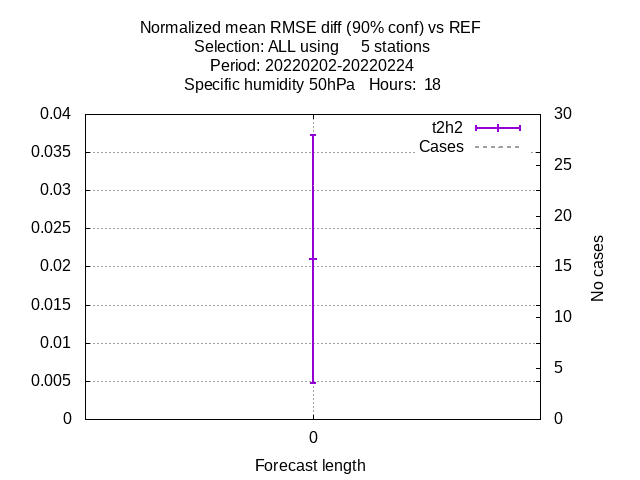 Normalized mean RMSE diff (90% conf) vs REF
Selection: ALL using     5 stations
Period: 20220202-20220224
Specific humidity 50hPa   Hours:  18
0.04
0.035
0.03
0.025
0.02
0.015
0.01
0.005
0
t2h2
Cases
30
25
20
15
10
5
0
No cases
0
Forecast length